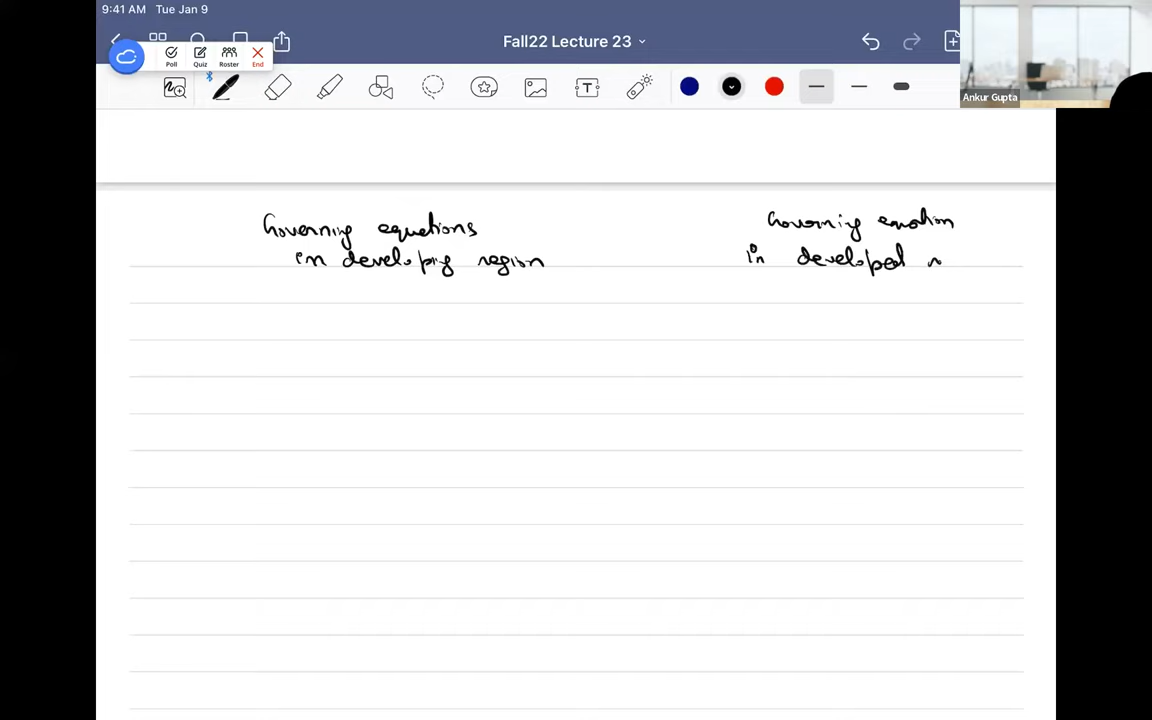 9:41 AM Tue Jan 9
Fall22 Lecture 23
Poll Quiz Roster End
T
Ankur Gupta
Governing equations
in developing region
Governing equation
in developed r